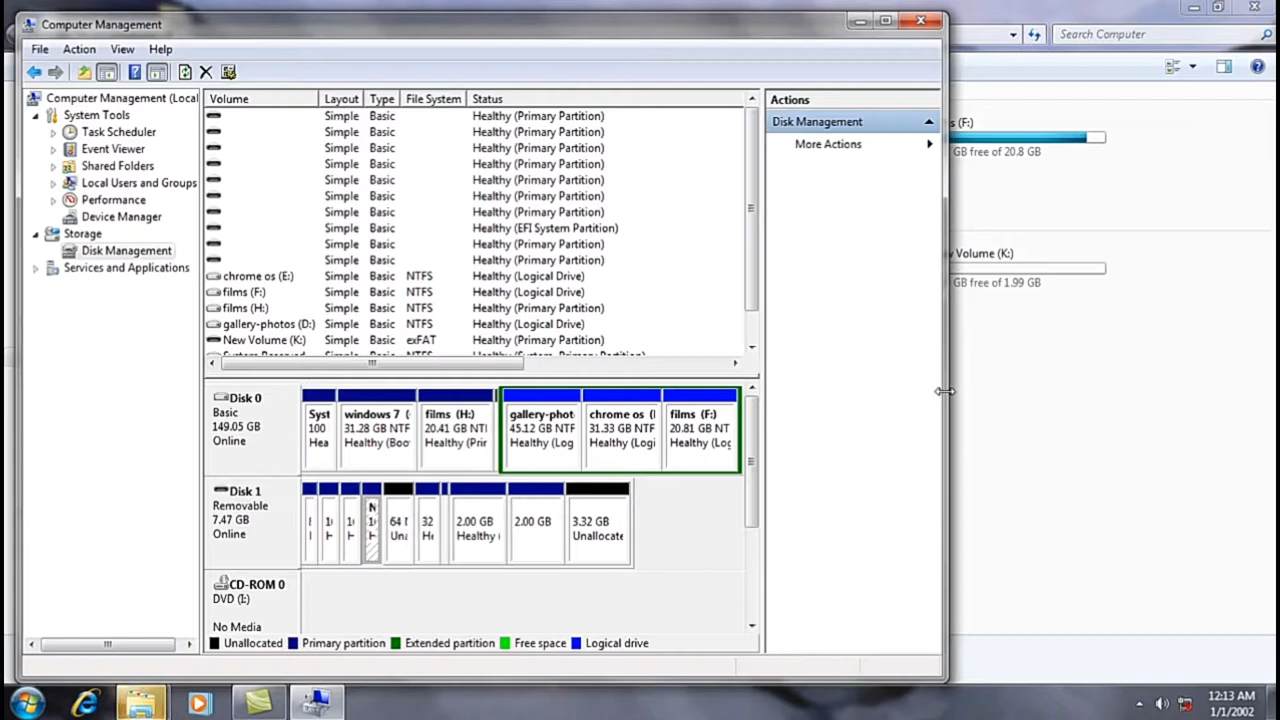 Computer Management
File Action View Help
Search Computer
Computer Management (Local
System Tools
Task Scheduler
Event Viewer
Shared Folders
Local Users and Groups
Performance
Device Manager
Storage
Disk Management
Services and Applications
Volume Layout Type File System Status
Simple Basic Healthy (Primary Partition)
Simple Basic Healthy (Primary Partition)
Simple Basic Healthy (Primary Partition)
Simple Basic Healthy (Primary Partition)
Simple Basic Healthy (Primary Partition)
Simple Basic Healthy (Primary Partition)
Simple Basic Healthy (Primary Partition)
Simple Basic Healthy (EFI System Partition)
Simple Basic Healthy (Primary Partition)
Simple Basic Healthy (Primary Partition)
chrome os (E:) Simple Basic NTFS Healthy (Logical Drive)
films (F:) Simple Basic NTFS Healthy (Logical Drive)
films (H:) Simple Basic NTFS Healthy (Primary Partition)
gallery-photos (D:) Simple Basic NTFS Healthy (Logical Drive)
New Volume (K:) Simple Basic exFAT Healthy (Primary Partition)
System Reserved Simple Basic NTFS Healthy (System, Primary Partition)
Actions
Disk Management
More Actions
s (F:)
GB free of 20.8 GB
w Volume (K:)
GB free of 1.99 GB
Disk 0
Basic
149.05 GB
Online
Syst
100
Hea
windows 7 (
31.28 GB NTF
Healthy (Boo
films (H:)
20.41 GB NTI
Healthy (Prir
gallery-phot
45.12 GB NTF
Healthy (Log
chrome os (I
31.33 GB NTF
Healthy (Logi
films (F:)
20.81 GB NTF
Healthy (Log
Disk 1
Removable
7.47 GB
Online
64
Una
32
He
2.00 GB
Healthy (
2.00 GB
3.32 GB
Unallocate
CD-ROM 0
DVD (I:)
No Media
Unallocated Primary partition Extended partition Free space Logical drive
12:13 AM
1/1/2002